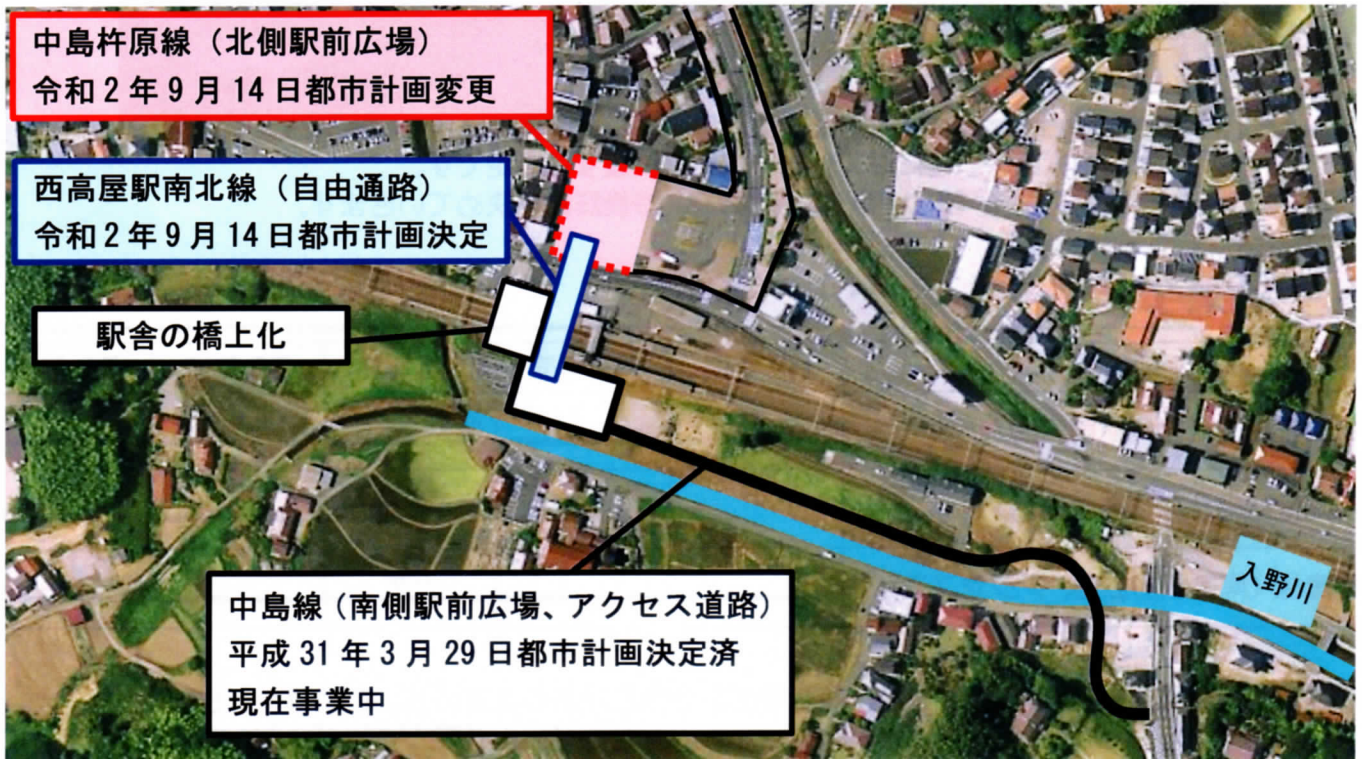 中島杵原線（北側駅前広場）
令和２年９月14日都市計画変更
西高屋駅南北線（自由通路）
令和２年９月14日都市計画決定
駅舎の橋上化
中島線（南側駅前広場、アクセス道路）
平成31年３月29日都市計画決定済
現在事業中
入野川